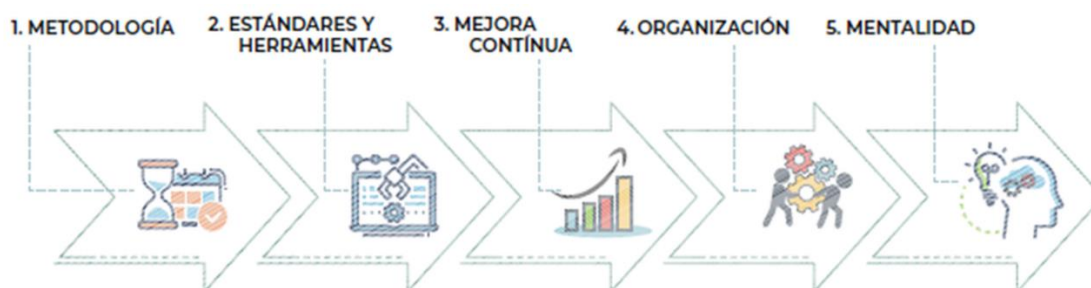 1. METODOLOGÍA
2. ESTÁNDARES Y
HERRAMIENTAS
3. MEJORA
CONTÍNUA
4. ORGANIZACIÓN
5. MENTALIDAD